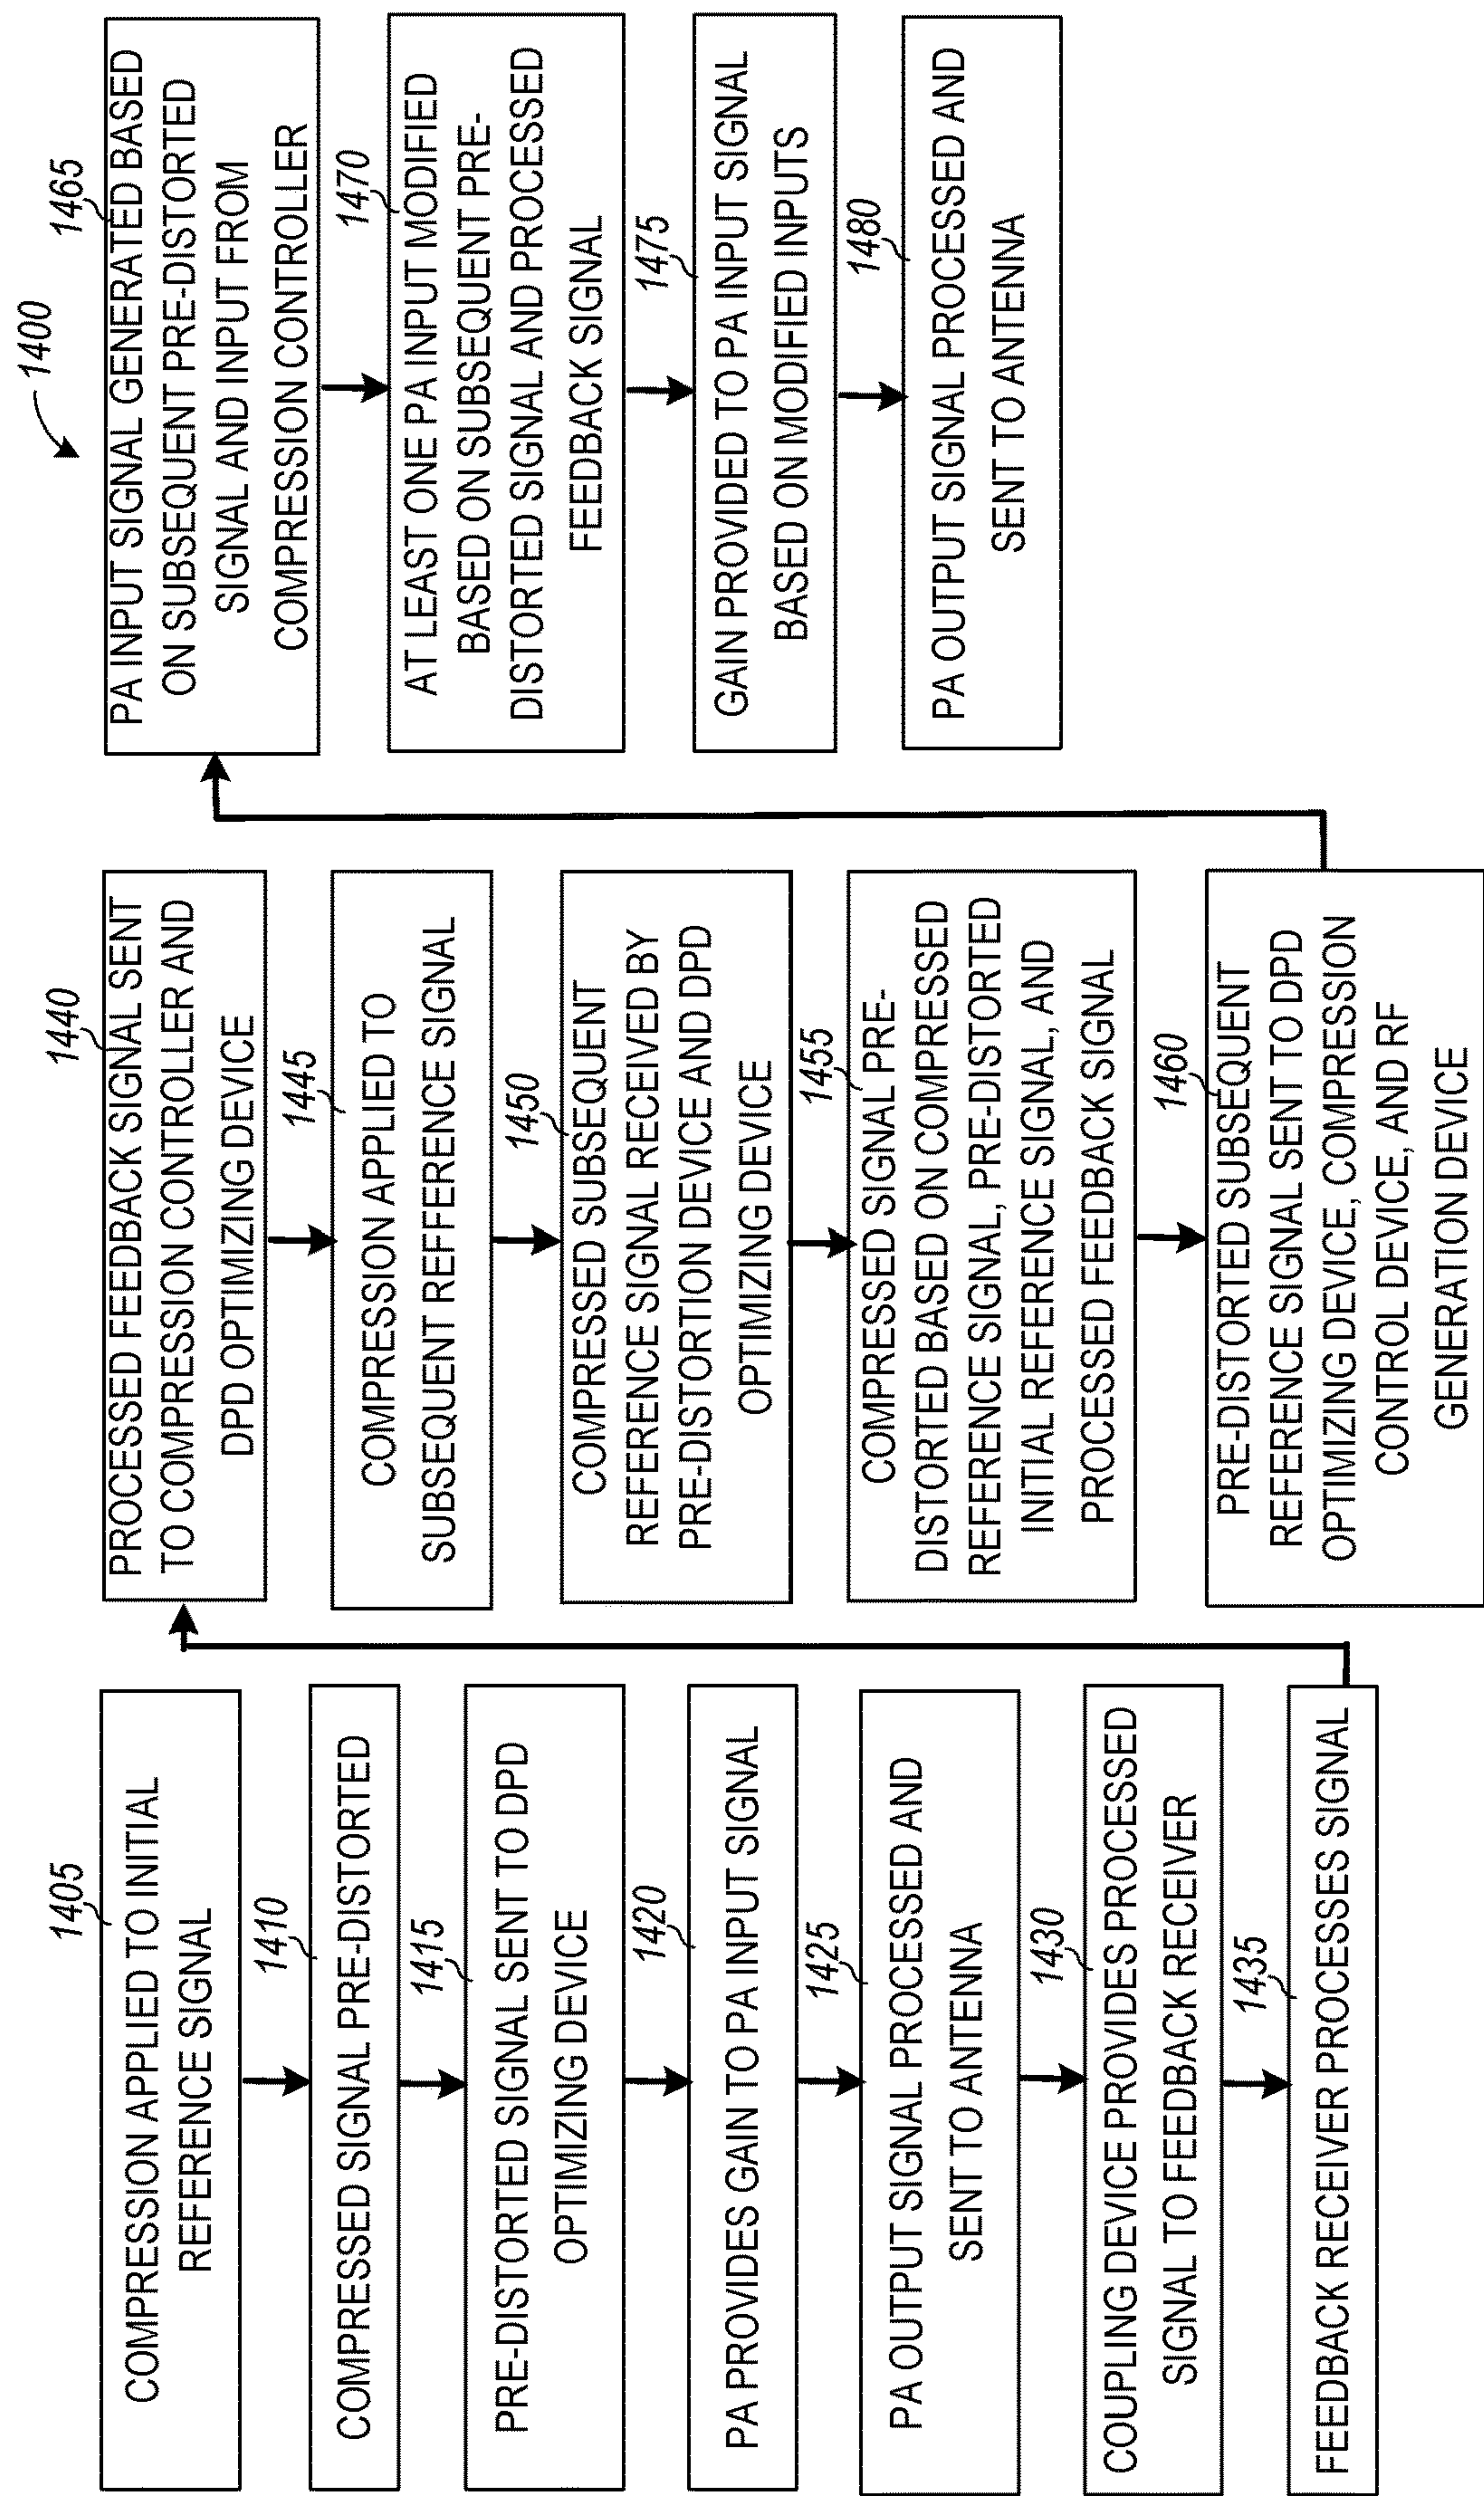 1400
1405
COMPRESSION APPLIED TO INITIAL
REFERENCE SIGNAL
1410
COMPRESSED SIGNAL PRE-DISTORTED
1415
PRE-DISTORTED SIGNAL SENT TO DPD
OPTIMIZING DEVICE
1420
PA PROVIDES GAIN TO PA INPUT SIGNAL
1425
PA OUTPUT SIGNAL PROCESSED AND
SENT TO ANTENNA
1430
COUPLING DEVICE PROVIDES PROCESSED
SIGNAL TO FEEDBACK RECEIVER
1435
FEEDBACK RECEIVER PROCESSES SIGNAL
1440
PROCESSED FEEDBACK SIGNAL SENT
TO COMPRESSION CONTROLLER AND
DPD OPTIMIZING DEVICE
1445
COMPRESSION APPLIED TO
SUBSEQUENT REFFERENCE SIGNAL
1450
COMPRESSED SUBSEQUENT
REFERENCE SIGNAL RECEIVED BY
PRE-DISTORTION DEVICE AND DPD
OPTIMIZING DEVICE
1455
COMPRESSED SIGNAL PRE-
DISTORTED BASED ON COMPRESSED
REFERENCE SIGNAL, PRE-DISTORTED
INITIAL REFERENCE SIGNAL, AND
PROCESSED FEEDBACK SIGNAL
1460
PRE-DISTORTED SUBSEQUENT
REFERENCE SIGNAL SENT TO DPD
OPTIMIZING DEVICE, COMPRESSION
CONTROL DEVICE, AND RF
GENERATION DEVICE
1465
PA INPUT SIGNAL GENERATED BASED
ON SUBSEQUENT PRE-DISTORTED
SIGNAL AND INPUT FROM
COMPRESSION CONTROLLER
1470
AT LEAST ONE PA INPUT MODIFIED
BASED ON SUBSEQUENT PRE-
DISTORTED SIGNAL AND PROCESSED
FEEDBACK SIGNAL
1475
GAIN PROVIDED TO PA INPUT SIGNAL
BASED ON MODIFIED INPUTS
1480
PA OUTPUT SIGNAL PROCESSED AND
SENT TO ANTENNA